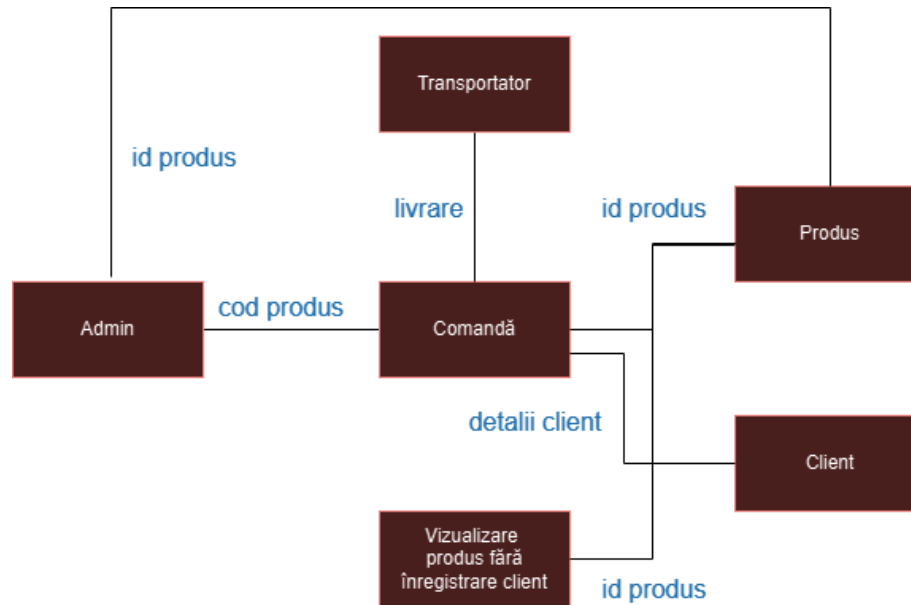 Transportator
id produs
livrare
id produs
Produs
Admin
cod produs
Comandă
detalii client
Client
Vizualizare
produs fără
înregistrare client
id produs